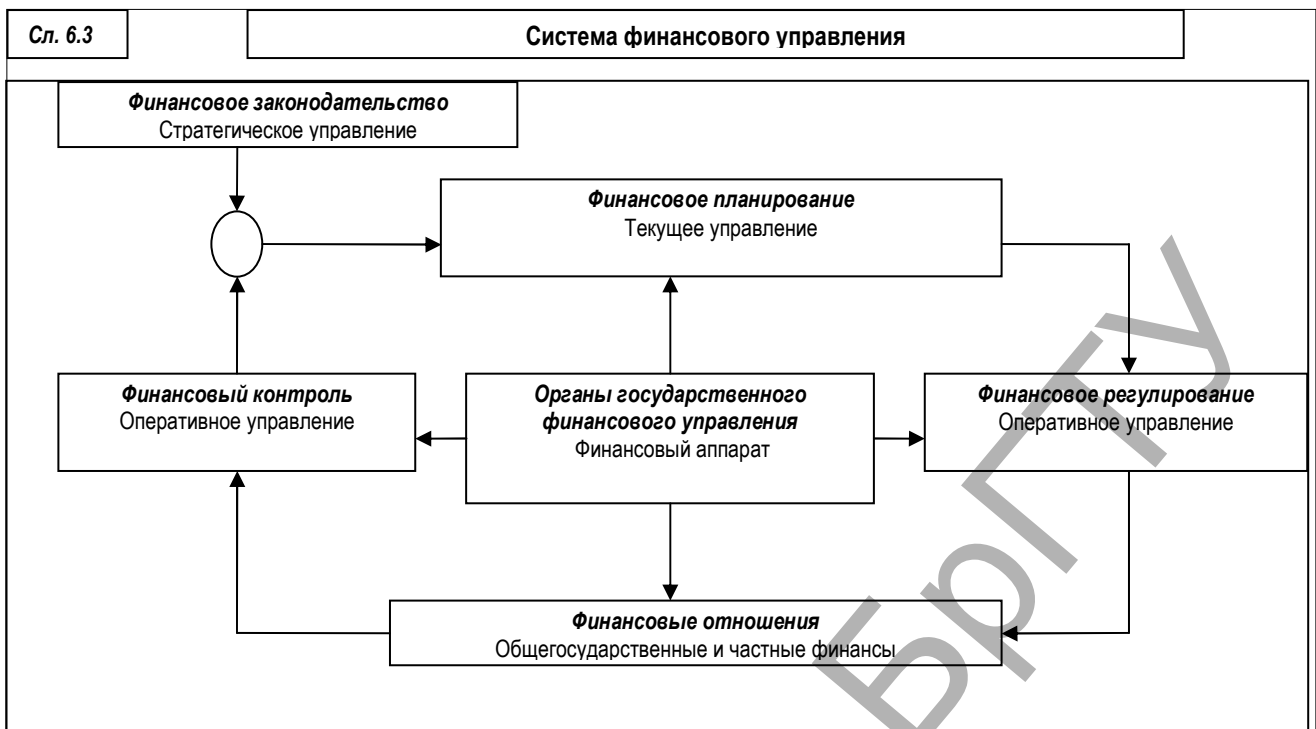 Сл. 6.3
Система финансового управления
Финансовое законодательство
Стратегическое управление
Финансовое планирование
Текущее управление
Финансовый контроль
Оперативное управление
Органы государственного
финансового управления
Финансовый аппарат
Финансовое регулирование
Оперативное управление
Финансовые отношения
Общегосударственные и частные финансы
БрГТУ